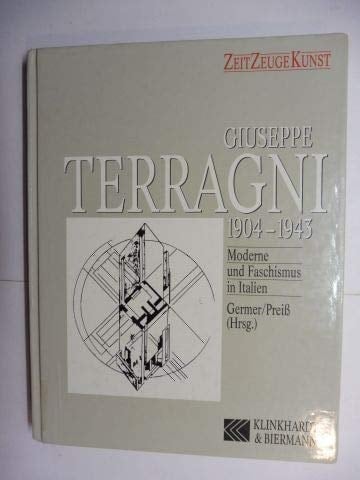 ZEITZEUGEKUNST
GIUSEPPE
TERRAGNI
1904–1943
Moderne
und Faschismus
in Italien
Germer/Preiß
(Hrsg.)
KLINKHARDT
& BIERMANN